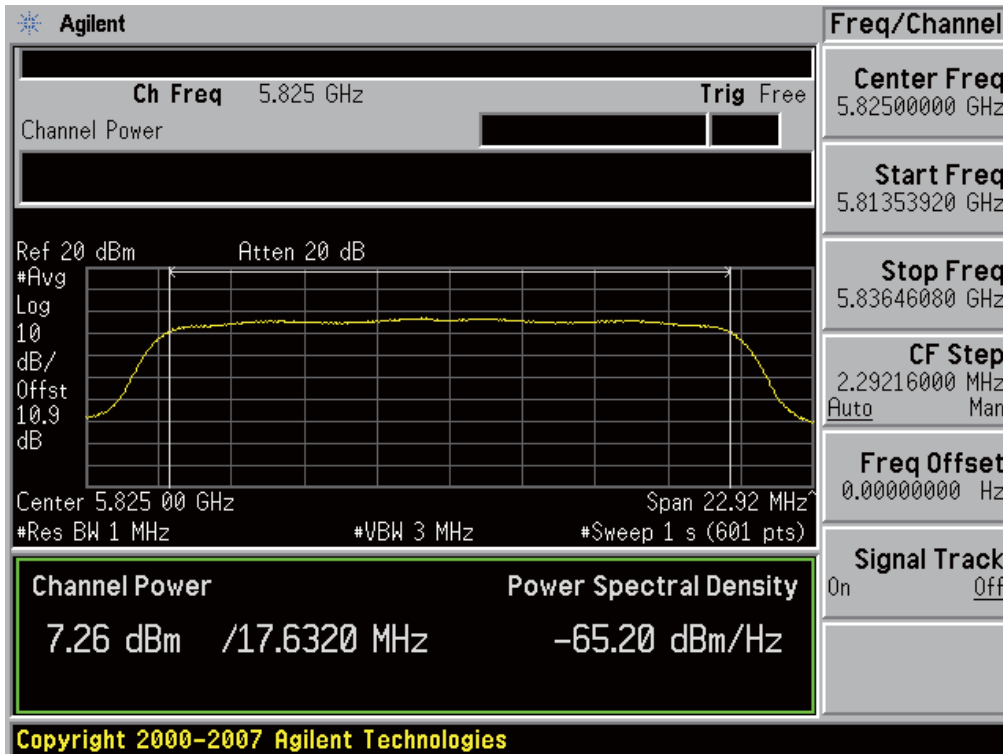 Agilent
Ch Freq 5.825 GHz Trig Free
Channel Power
Ref 20 dBm Atten 20 dB
#Avg
Log
10
dB/
Offst
10.9
dB
Center 5.825 00 GHz Span 22.92 MHz^
#Res BW 1 MHz #VBW 3 MHz #Sweep 1 s (601 pts)
Channel Power Power Spectral Density
7.26 dBm /17.6320 MHz -65.20 dBm/Hz
Copyright 2000-2007 Agilent Technologies
Freq/Channel
Center Freq
5.82500000 GHz
Start Freq
5.81353920 GHz
Stop Freq
5.83646080 GHz
CF Step
2.29216000 MHz
Auto Man
Freq Offset
0.00000000 Hz
Signal Track
On Off